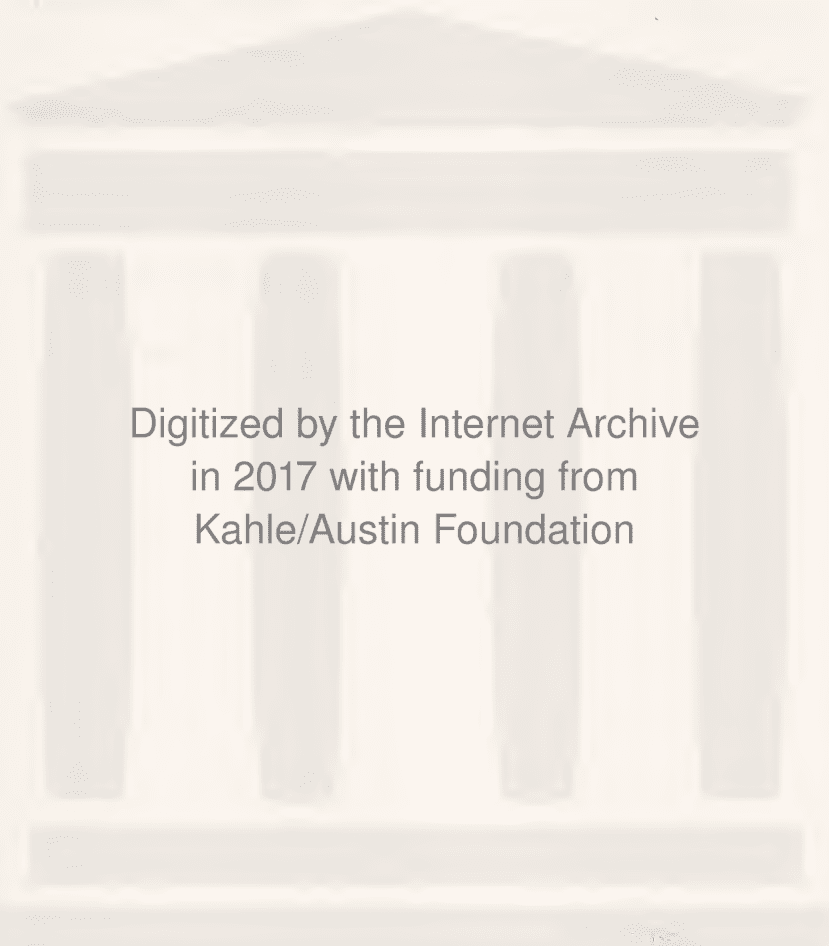 Digitized by the Internet Archive
in 2017 with funding from
Kahle/Austin Foundation